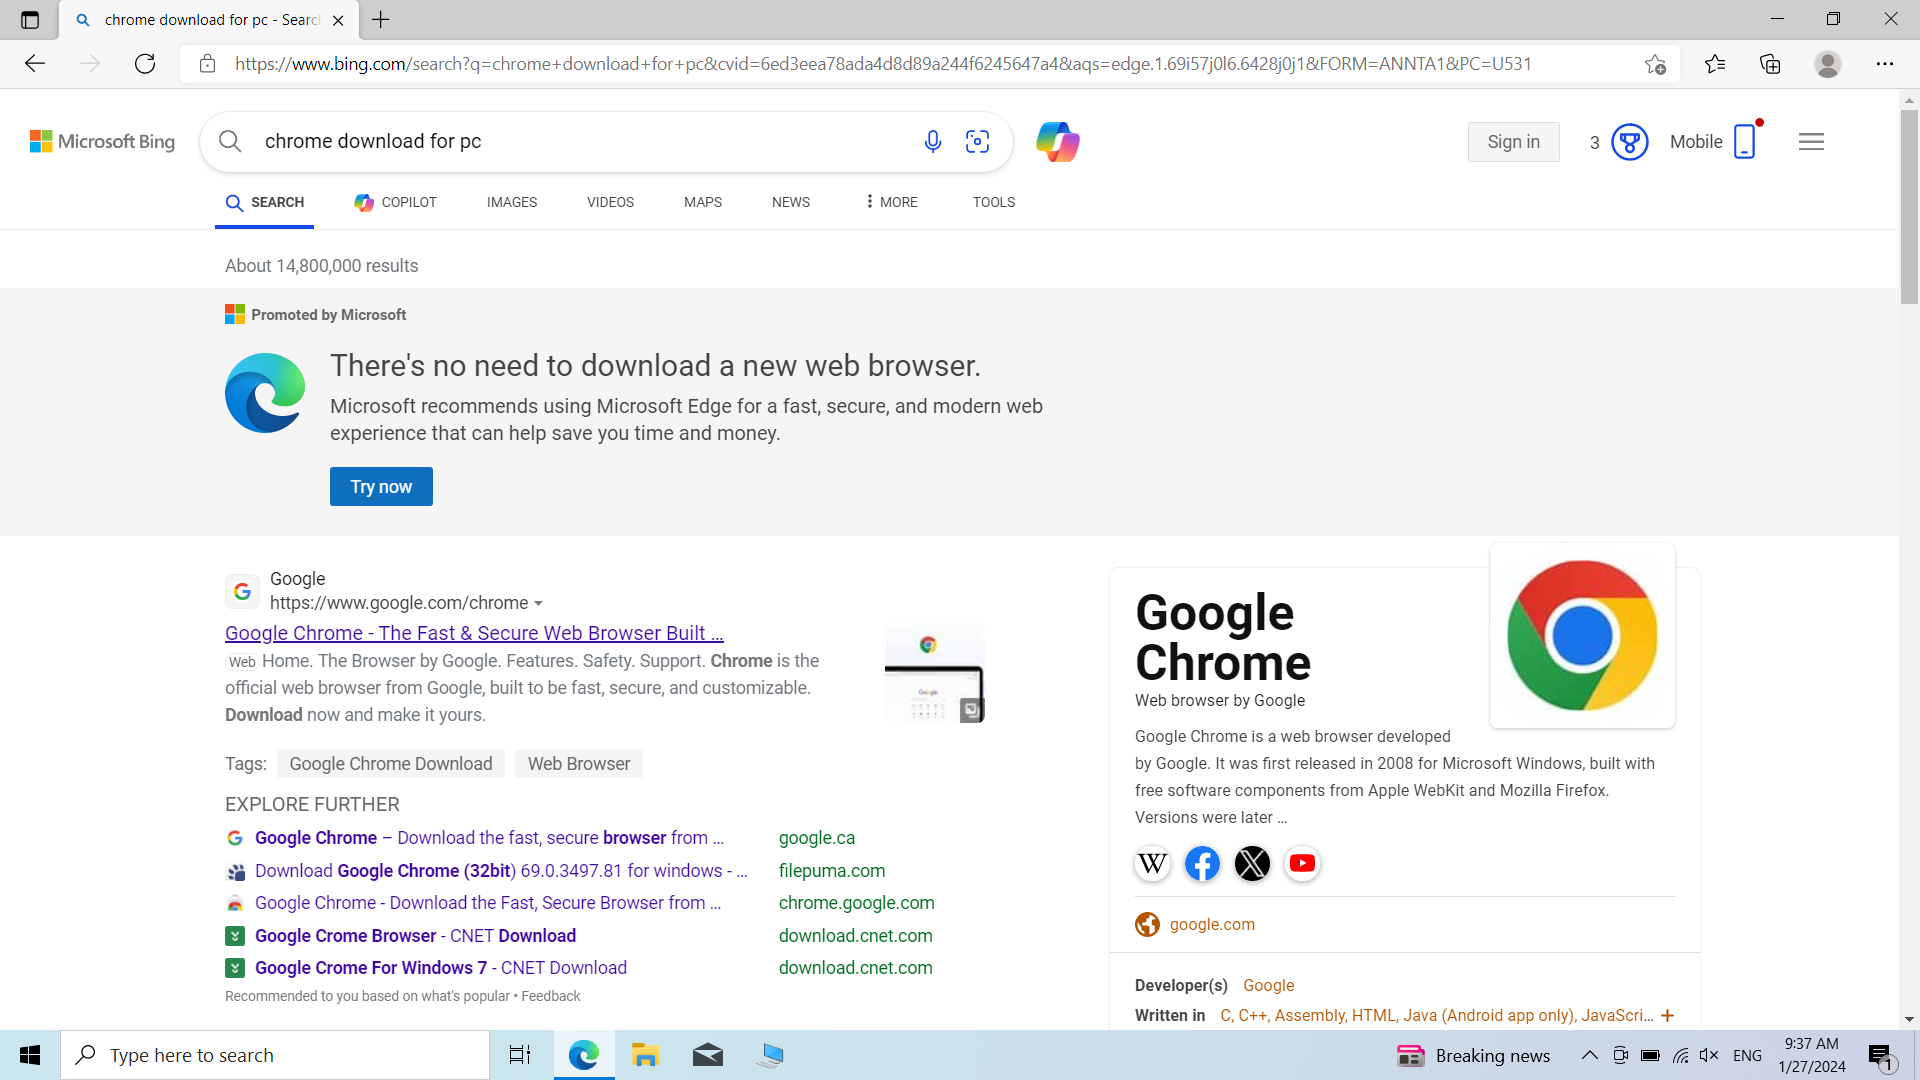 chrome download for pc - Searc
https://www.bing.com/search?q=chrome+download+for+pc&cvid=6ed3eea78ada4d8d89a244f6245647a4&aqs=edge.1.69i57j0l6.6428j0j1&FORM=ANNTA1&PC=U531
Microsoft Bing
chrome download for pc
Sign in
3
Mobile
SEARCH
COPILOT
IMAGES
VIDEOS
MAPS
NEWS
MORE
TOOLS
About 14,800,000 results
Promoted by Microsoft
There's no need to download a new web browser.
Microsoft recommends using Microsoft Edge for a fast, secure, and modern web
experience that can help save you time and money.
Try now
Google
https://www.google.com/chrome
Google Chrome - The Fast & Secure Web Browser Built ...
Web Home. The Browser by Google. Features. Safety. Support. Chrome is the
official web browser from Google, built to be fast, secure, and customizable.
Download now and make it yours.
Tags: Google Chrome Download Web Browser
EXPLORE FURTHER
Google Chrome – Download the fast, secure browser from ... google.ca
Download Google Chrome (32bit) 69.0.3497.81 for windows - ... filepuma.com
Google Chrome - Download the Fast, Secure Browser from ... chrome.google.com
Google Crome Browser - CNET Download download.cnet.com
Google Crome For Windows 7 - CNET Download download.cnet.com
Recommended to you based on what's popular • Feedback
Google
Chrome
Web browser by Google
Google Chrome is a web browser developed
by Google. It was first released in 2008 for Microsoft Windows, built with
free software components from Apple WebKit and Mozilla Firefox.
Versions were later ...
W
google.com
Developer(s) Google
Written in C, C++, Assembly, HTML, Java (Android app only), JavaScri... +
Type here to search
Breaking news
ENG
9:37 AM
1/27/2024
1